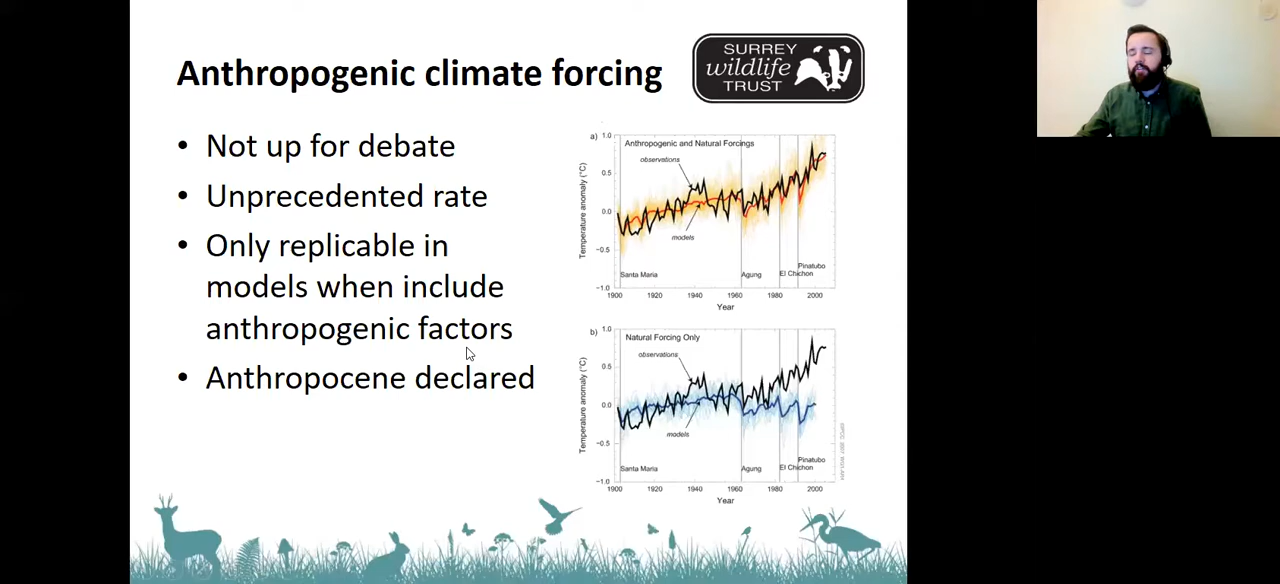 Anthropogenic climate forcing
SURREY
wildlife
TRUST
• Not up for debate
• Unprecedented rate
• Only replicable in
models when include
anthropogenic factors
• Anthropocene declared
a)
Anthropogenic and Natural Forcings
observations
models
Temperature anomaly (°C)
1.0
0.5
0.0
−0.5
−1.0
Santa Maria
Agung
El Chichon
Pinatubo
1900 1920 1940 1960 1980 2000
Year
b)
Natural Forcing Only
observations
models
Temperature anomaly (°C)
1.0
0.5
0.0
−0.5
−1.0
Santa Maria
Agung
El Chichon
Pinatubo
1900 1920 1940 1960 1980 2000
Year
©IPCC 2007: WG1-AR4